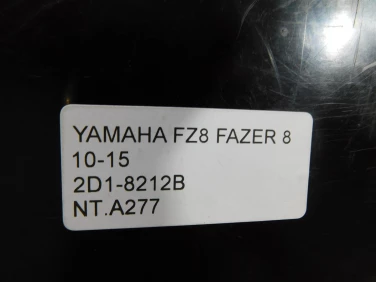 YAMAHA FZ8 FAZER 8
10-15
2D1-8212B
NT.A277